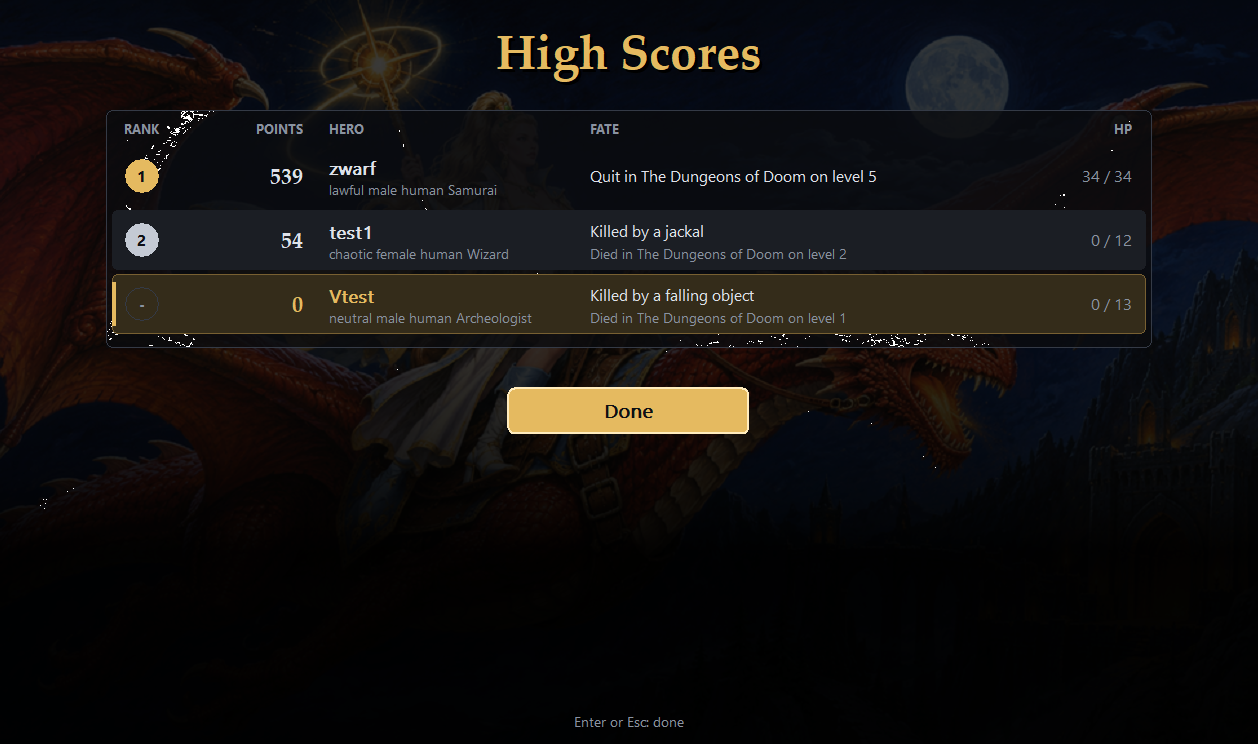 High Scores
RANK POINTS HERO FATE HP
1 539 zwarf Quit in The Dungeons of Doom on level 5 34 / 34
lawful male human Samurai
2 54 test1 Killed by a jackal 0 / 12
chaotic female human Wizard Died in The Dungeons of Doom on level 2
- 0 Vtest Killed by a falling object 0 / 13
neutral male human Archeologist Died in The Dungeons of Doom on level 1
Done
Enter or Esc: done